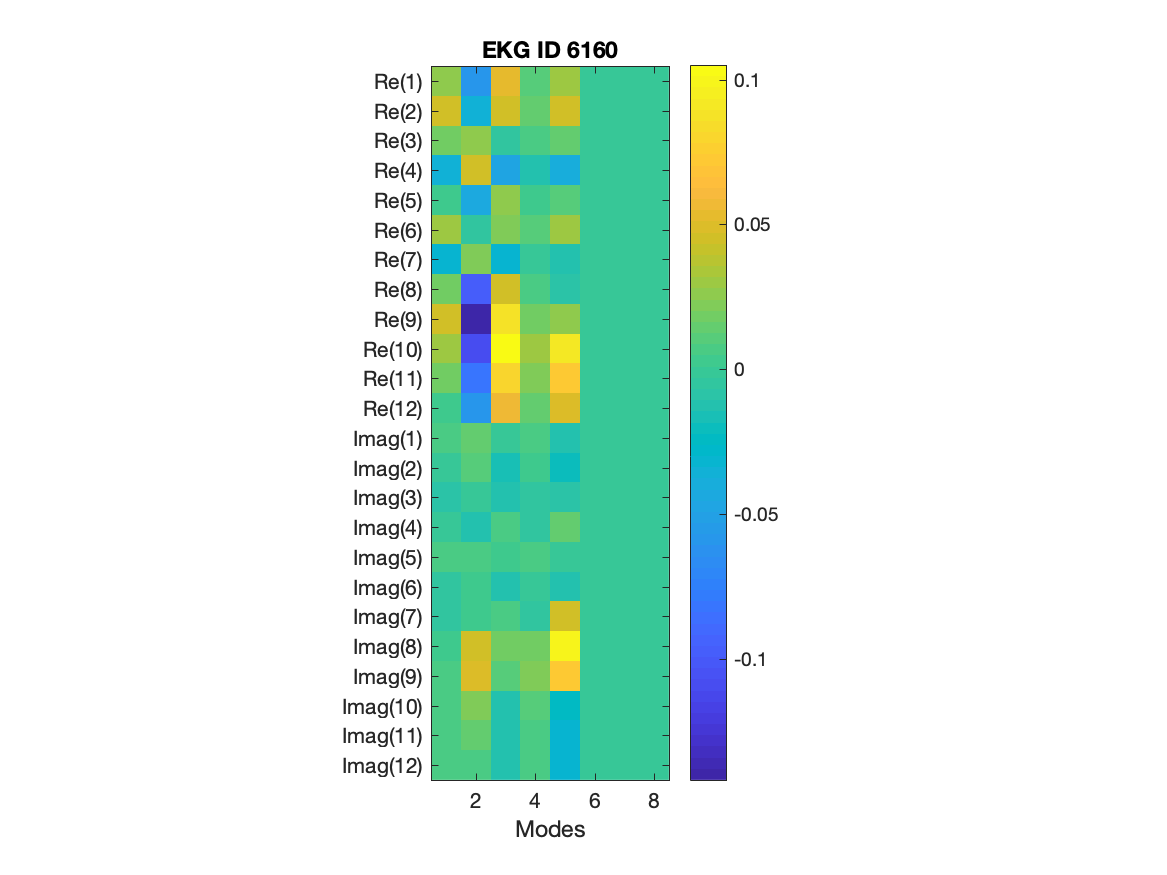 EKG ID 6160
Re(1)
Re(2)
Re(3)
Re(4)
Re(5)
Re(6)
Re(7)
Re(8)
Re(9)
Re(10)
Re(11)
Re(12)
Imag(1)
Imag(2)
Imag(3)
Imag(4)
Imag(5)
Imag(6)
Imag(7)
Imag(8)
Imag(9)
Imag(10)
Imag(11)
Imag(12)
2 4 6 8
Modes
0.1
0.05
0
-0.05
-0.1